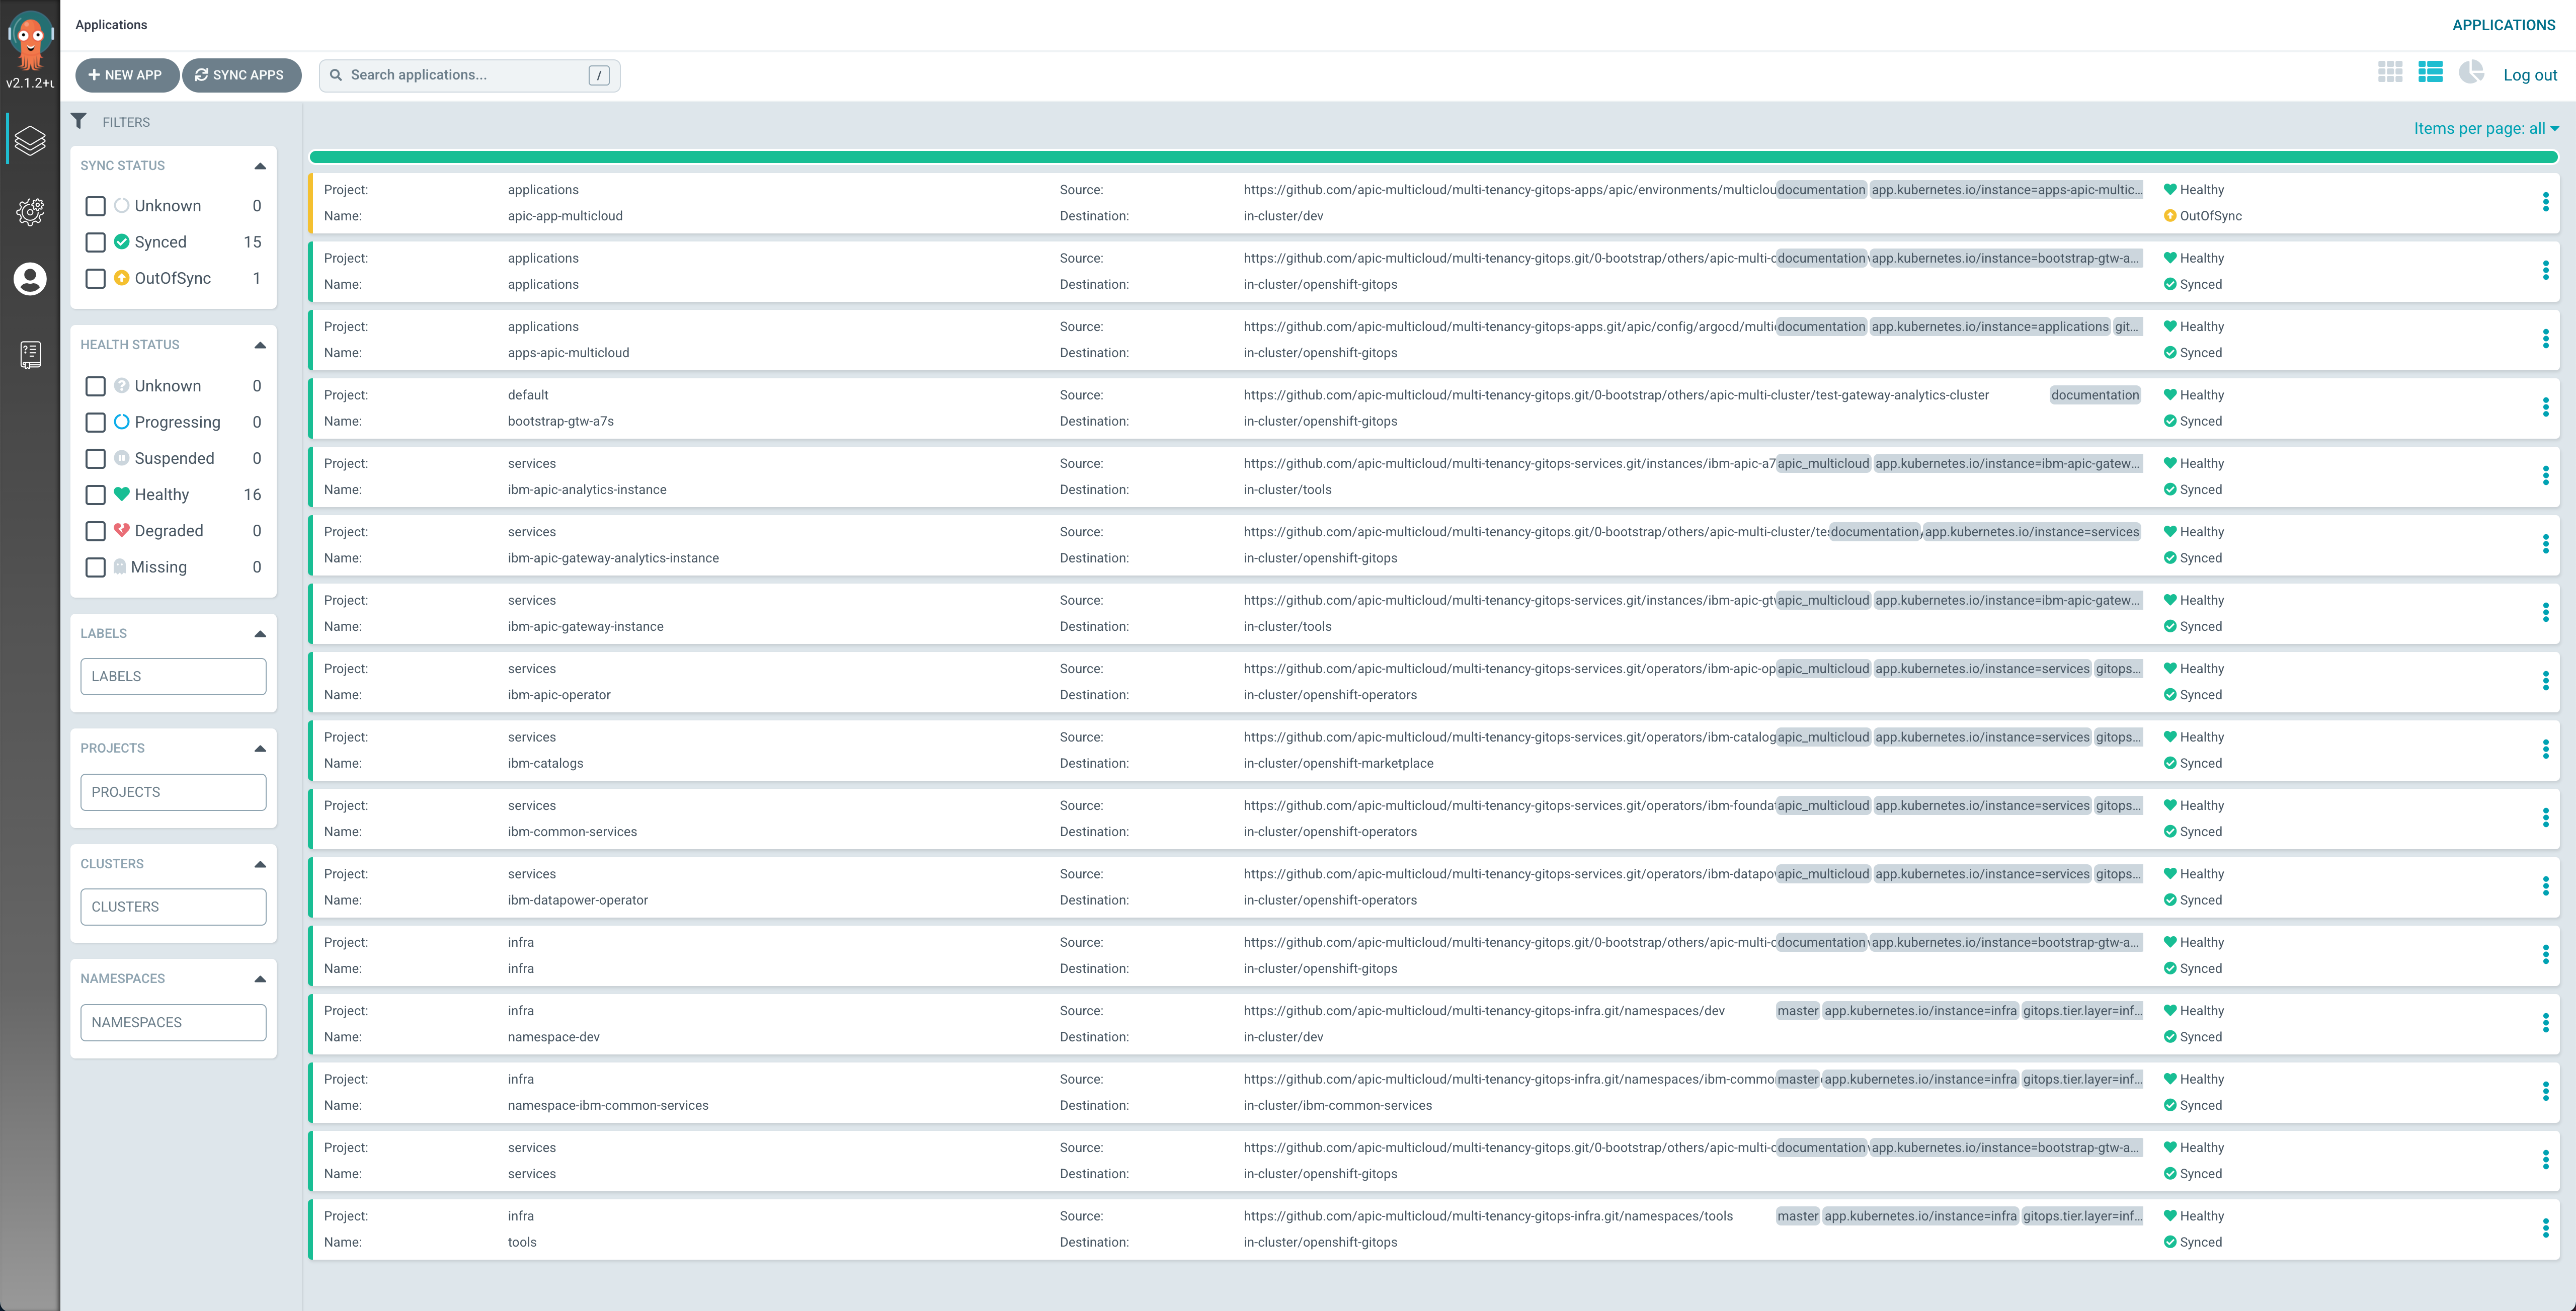 Applications
APPLICATIONS
v2.1.2+u
NEW APP
SYNC APPS
Search applications...
/
Log out
FILTERS
Items per page: all
SYNC STATUS
Unknown 0
Synced 15
OutOfSync 1
HEALTH STATUS
Unknown 0
Progressing 0
Suspended 0
Healthy 16
Degraded 0
Missing 0
LABELS
LABELS
PROJECTS
PROJECTS
CLUSTERS
CLUSTERS
NAMESPACES
NAMESPACES
Project: applications Source: https://github.com/apic-multicloud/multi-tenancy-gitops-apps/apic/environments/multiclou documentation app.kubernetes.io/instance=apps-apic-multic... Healthy
Name: apic-app-multicloud Destination: in-cluster/dev OutOfSync
Project: applications Source: https://github.com/apic-multicloud/multi-tenancy-gitops.git/0-bootstrap/others/apic-multi-c documentation app.kubernetes.io/instance=bootstrap-gtw-a... Healthy
Name: applications Destination: in-cluster/openshift-gitops Synced
Project: applications Source: https://github.com/apic-multicloud/multi-tenancy-gitops-apps.git/apic/config/argocd/multi documentation app.kubernetes.io/instance=applications git... Healthy
Name: apps-apic-multicloud Destination: in-cluster/openshift-gitops Synced
Project: default Source: https://github.com/apic-multicloud/multi-tenancy-gitops.git/0-bootstrap/others/apic-multi-cluster/test-gateway-analytics-cluster documentation Healthy
Name: bootstrap-gtw-a7s Destination: in-cluster/openshift-gitops Synced
Project: services Source: https://github.com/apic-multicloud/multi-tenancy-gitops-services.git/instances/ibm-apic-a7 apic_multicloud app.kubernetes.io/instance=ibm-apic-gatew... Healthy
Name: ibm-apic-analytics-instance Destination: in-cluster/tools Synced
Project: services Source: https://github.com/apic-multicloud/multi-tenancy-gitops.git/0-bootstrap/others/apic-multi-cluster/tes documentation app.kubernetes.io/instance=services Healthy
Name: ibm-apic-gateway-analytics-instance Destination: in-cluster/openshift-gitops Synced
Project: services Source: https://github.com/apic-multicloud/multi-tenancy-gitops-services.git/instances/ibm-apic-gt apic_multicloud app.kubernetes.io/instance=ibm-apic-gatew... Healthy
Name: ibm-apic-gateway-instance Destination: in-cluster/tools Synced
Project: services Source: https://github.com/apic-multicloud/multi-tenancy-gitops-services.git/operators/ibm-apic-op apic_multicloud app.kubernetes.io/instance=services gitops... Healthy
Name: ibm-apic-operator Destination: in-cluster/openshift-operators Synced
Project: services Source: https://github.com/apic-multicloud/multi-tenancy-gitops-services.git/operators/ibm-catalog apic_multicloud app.kubernetes.io/instance=services gitops... Healthy
Name: ibm-catalogs Destination: in-cluster/openshift-marketplace Synced
Project: services Source: https://github.com/apic-multicloud/multi-tenancy-gitops-services.git/operators/ibm-foundat apic_multicloud app.kubernetes.io/instance=services gitops... Healthy
Name: ibm-common-services Destination: in-cluster/openshift-operators Synced
Project: services Source: https://github.com/apic-multicloud/multi-tenancy-gitops-services.git/operators/ibm-datapo apic_multicloud app.kubernetes.io/instance=services gitops... Healthy
Name: ibm-datapower-operator Destination: in-cluster/openshift-operators Synced
Project: infra Source: https://github.com/apic-multicloud/multi-tenancy-gitops.git/0-bootstrap/others/apic-multi-c documentation app.kubernetes.io/instance=bootstrap-gtw-a... Healthy
Name: infra Destination: in-cluster/openshift-gitops Synced
Project: infra Source: https://github.com/apic-multicloud/multi-tenancy-gitops-infra.git/namespaces/dev master app.kubernetes.io/instance=infra gitops.tier.layer=inf... Healthy
Name: namespace-dev Destination: in-cluster/dev Synced
Project: infra Source: https://github.com/apic-multicloud/multi-tenancy-gitops-infra.git/namespaces/ibm-commo master app.kubernetes.io/instance=infra gitops.tier.layer=inf... Healthy
Name: namespace-ibm-common-services Destination: in-cluster/ibm-common-services Synced
Project: services Source: https://github.com/apic-multicloud/multi-tenancy-gitops.git/0-bootstrap/others/apic-multi-c documentation app.kubernetes.io/instance=bootstrap-gtw-a... Healthy
Name: services Destination: in-cluster/openshift-gitops Synced
Project: infra Source: https://github.com/apic-multicloud/multi-tenancy-gitops-infra.git/namespaces/tools master app.kubernetes.io/instance=infra gitops.tier.layer=inf... Healthy
Name: tools Destination: in-cluster/openshift-gitops Synced